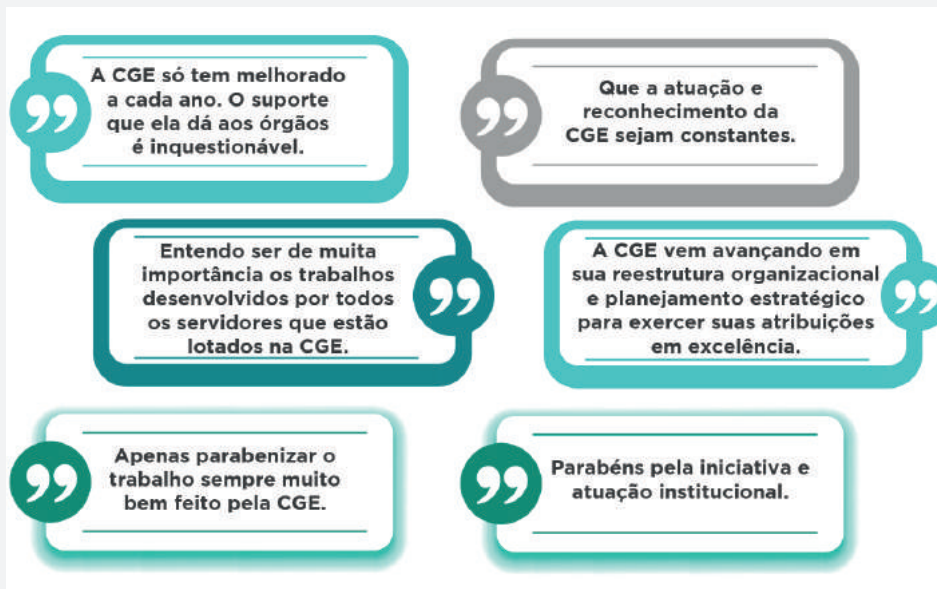 A CGE só tem melhorado
a cada ano. O suporte
que ela dá aos órgãos
é inquestionável.
Que a atuação e
reconhecimento da
CGE sejam constantes.
Entendo ser de muita
importância os trabalhos
desenvolvidos por todos
os servidores que estão
lotados na CGE.
A CGE vem avançando em
sua reestrutura organizacional
e planejamento estratégico
para exercer suas atribuições
em excelência.
Apenas parabenizar o
trabalho sempre muito
bem feito pela CGE.
Parabéns pela iniciativa e
atuação institucional.